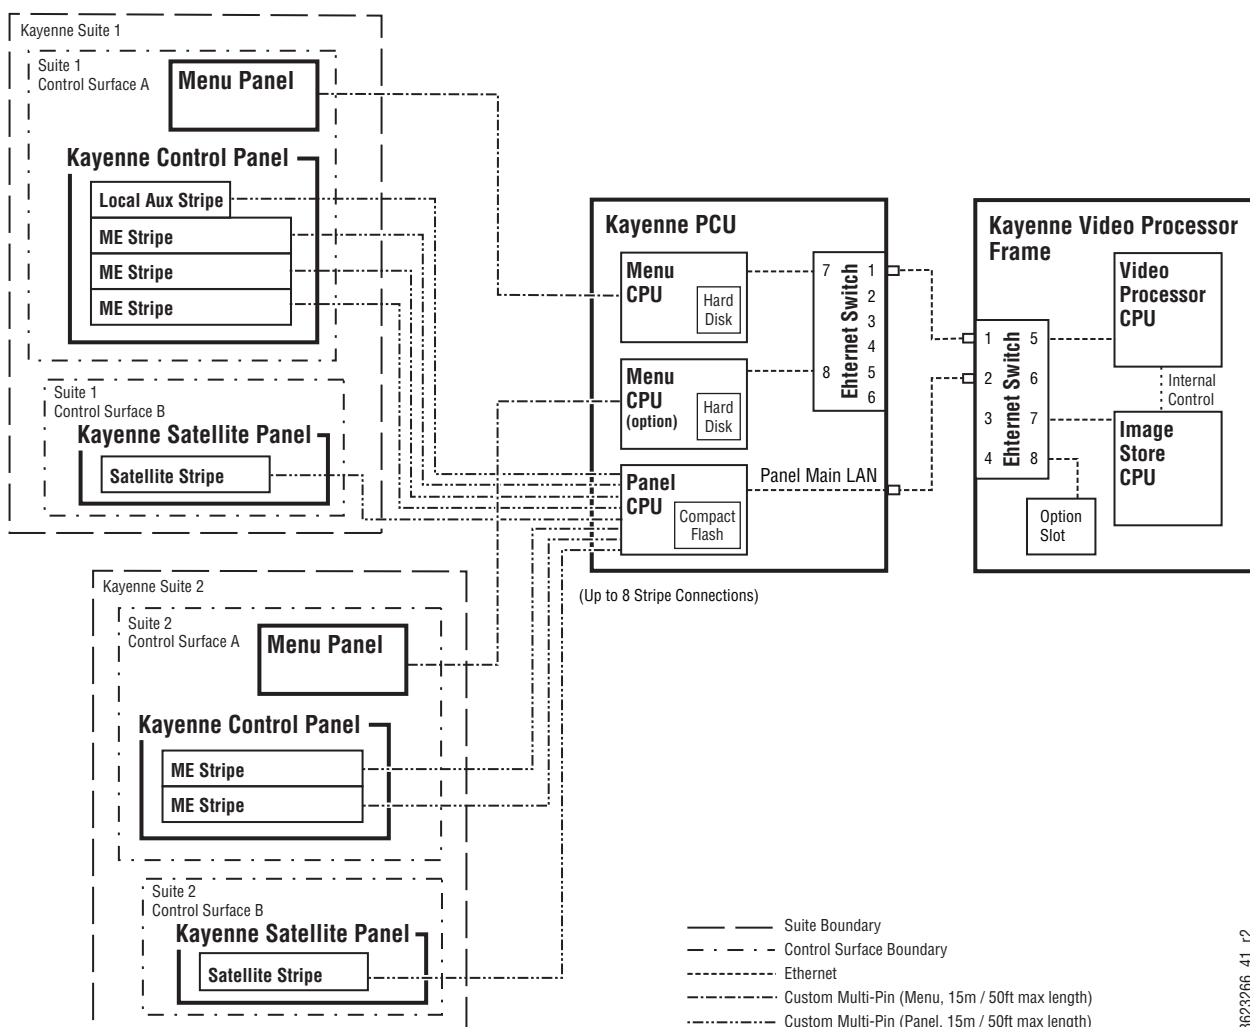 Kayenne Suite 1
Suite 1
Control Surface A
Menu Panel
Kayenne Control Panel
Local Aux Stripe
ME Stripe
ME Stripe
ME Stripe
Suite 1
Control Surface B
Kayenne Satellite Panel
Satellite Stripe
Kayenne Suite 2
Suite 2
Control Surface A
Menu Panel
Kayenne Control Panel
ME Stripe
ME Stripe
Suite 2
Control Surface B
Kayenne Satellite Panel
Satellite Stripe
Kayenne PCU
Menu
CPU
Hard
Disk
Menu
CPU
(option)
Hard
Disk
Panel
CPU
Compact
Flash
Ehternet Switch
7
8
1
2
3
4
5
6
Panel Main LAN
(Up to 8 Stripe Connections)
Kayenne Video Processor
Frame
Ehternet Switch
1
2
3
4
5
6
7
8
Video
Processor
CPU
Internal
Control
Image
Store
CPU
Option
Slot
Suite Boundary
Control Surface Boundary
Ethernet
Custom Multi-Pin (Menu, 15m / 50ft max length)
Custom Multi-Pin (Panel, 15m / 50ft max length)
8623266_41_r2